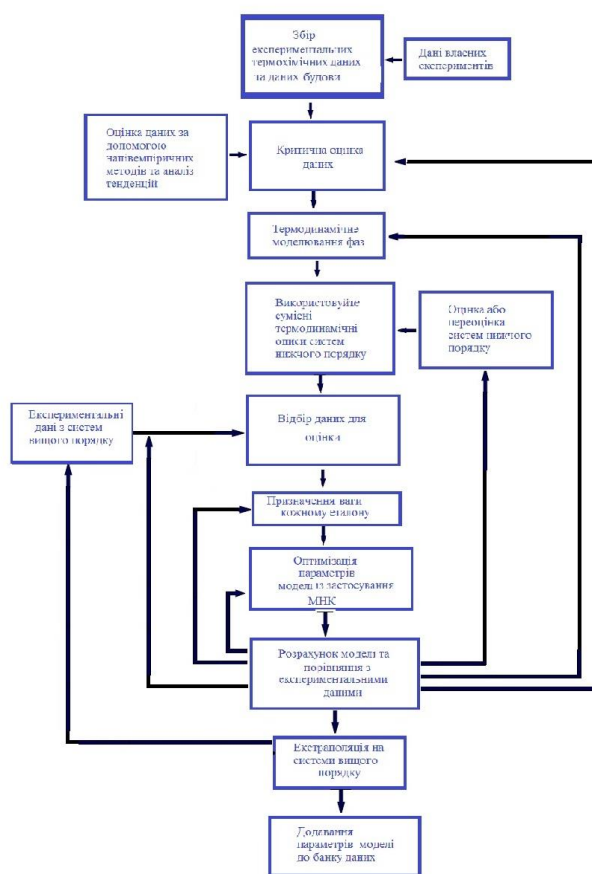 Збір
експериментальних
термохімічних даних
та даних будови
Дані власних
експериментів
Оцінка даних за
допомогою
напівемпіричних
методів та аналіз
тенденцій
Критична оцінка
даних
Термодинамічне
моделювання фаз
Використовуйте
сумісні
термодинамічні
описи систем
нижчого порядку
Оцінка або
переоцінка
систем нижчого
порядку
Експериментальні
дані з систем
вищого порядку
Відбір даних для
оцінки
Призначення ваги
кожному еталону
Оптимізація
параметрів
моделі із застосування
МНК
Розрахунок моделі та
порівняння з
експериментальними
даними
Екстраполяція на
системи вищого
порядку
Додавання
параметрів моделі
до банку даних